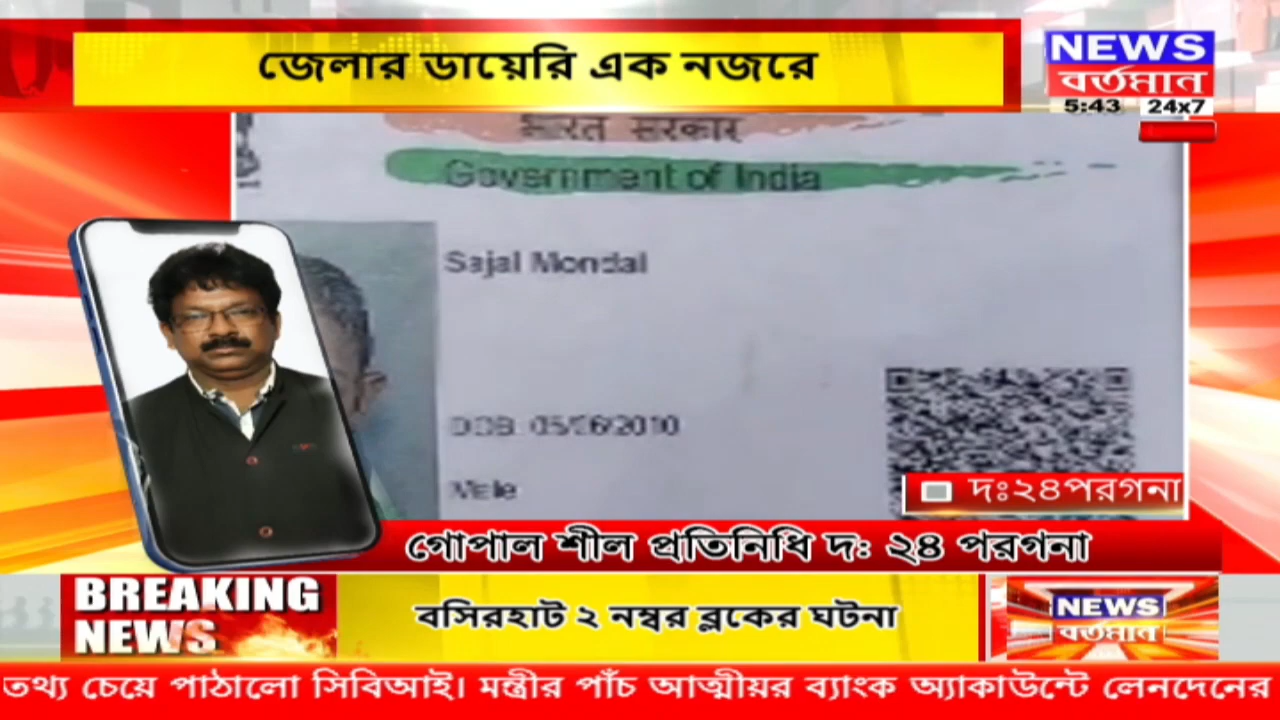 জেলার ডায়েরি এক নজরে
NEWS
বর্তমান
5:43 24x7
भारत सरकार
Government of India
Sajal Mondal
DOB: 05/06/2010
Male
দঃ২৪পরগনা
গোপাল শীল প্রতিনিধি দ: ২৪ পরগনা
BREAKING
NEWS
বসিরহাট ২ নম্বর ব্লকের ঘটনা
NEWS
বর্তমান
তথ্য চেয়ে পাঠালো সিবিআই। মন্ত্রীর পাঁচ আত্মীয়র ব্যাংক অ্যাকাউন্টে লেনদেনের